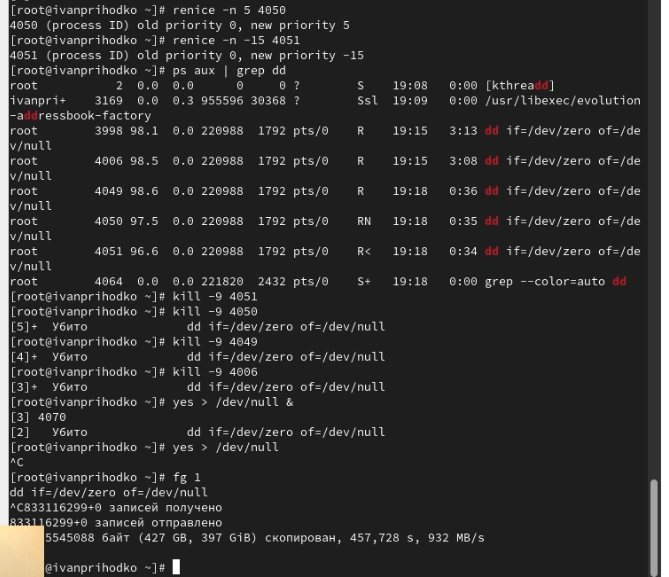 [root@ivanprihodko ~]# renice -n 5 4050
4050 (process ID) old priority 0, new priority 5
[root@ivanprihodko ~]# renice -n -15 4051
4051 (process ID) old priority 0, new priority -15
[root@ivanprihodko ~]# ps aux | grep dd
root 2 0.0 0.0 0 0 ? S 19:08 0:00 [kthreadd]
ivanpri+ 3169 0.0 0.3 955596 30368 ? Ssl 19:09 0:00 /usr/libexec/evolution
-addressbook-factory
root 3998 98.1 0.0 220988 1792 pts/0 R 19:15 3:13 dd if=/dev/zero of=/de
v/null
root 4006 98.5 0.0 220988 1792 pts/0 R 19:15 3:08 dd if=/dev/zero of=/de
v/null
root 4049 98.6 0.0 220988 1792 pts/0 R 19:18 0:36 dd if=/dev/zero of=/de
v/null
root 4050 97.5 0.0 220988 1792 pts/0 RN 19:18 0:35 dd if=/dev/zero of=/de
v/null
root 4051 96.6 0.0 220988 1792 pts/0 R< 19:18 0:34 dd if=/dev/zero of=/de
v/null
root 4064 0.0 0.0 221820 2432 pts/0 S+ 19:18 0:00 grep --color=auto dd
[root@ivanprihodko ~]# kill -9 4051
[root@ivanprihodko ~]# kill -9 4050
[5]+ Убито dd if=/dev/zero of=/dev/null
[root@ivanprihodko ~]# kill -9 4049
[4]+ Убито dd if=/dev/zero of=/dev/null
[root@ivanprihodko ~]# kill -9 4006
[3]+ Убито dd if=/dev/zero of=/dev/null
[root@ivanprihodko ~]# yes > /dev/null &
[3] 4070
[2] Убито dd if=/dev/zero of=/dev/null
[root@ivanprihodko ~]# yes > /dev/null
^C
[root@ivanprihodko ~]# fg 1
dd if=/dev/zero of=/dev/null
^C833116299+0 записей получено
833116299+0 записей отправлено
5545088 байт (427 GB, 397 GiB) скопирован, 457,728 s, 932 MB/s
@ivanprihodko ~]#